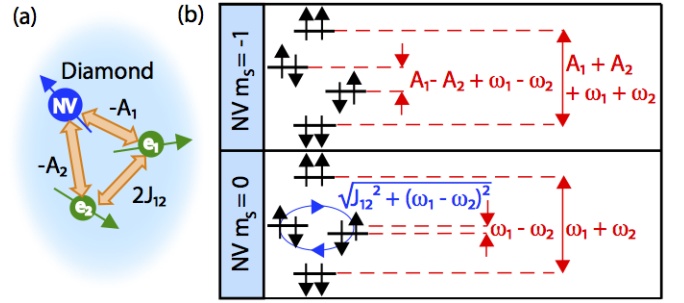 (a)
Diamond
NV
-A₁
e₁
-A₂
2J₁₂
e₂
(b)
NV mₛ = -1
A₁- A₂ + ω₁ - ω₂
A₁ + A₂
+ ω₁ + ω₂
NV mₛ = 0
√J₁₂² + (ω₁ - ω₂)²
ω₁ - ω₂
ω₁ + ω₂